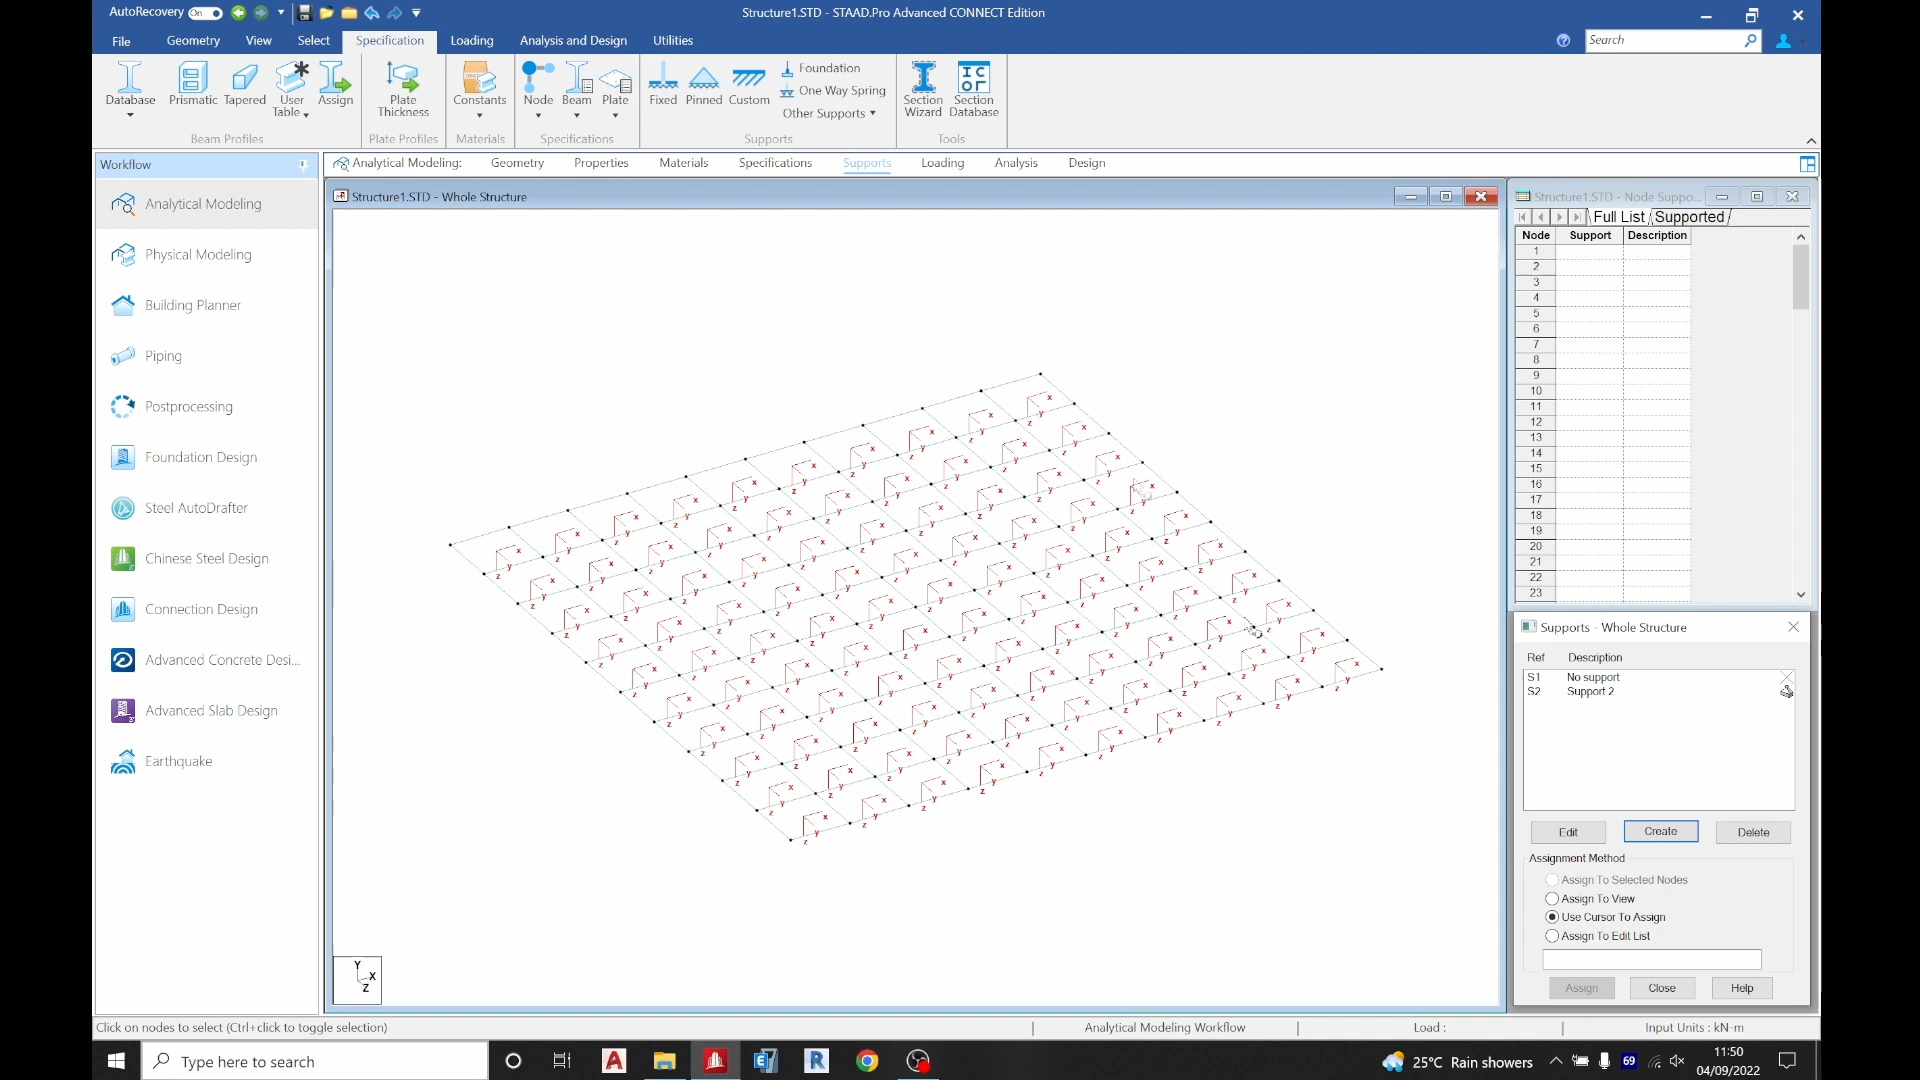 AutoRecovery On
Structure1.STD - STAAD.Pro Advanced CONNECT Edition
File Geometry View Select Specification Loading Analysis and Design Utilities
Search
Database Prismatic Tapered User Table Assign
Beam Profiles
Plate Thickness
Plate Profiles
Constants
Materials
Node Beam Plate
Specifications
Fixed Pinned Custom
Foundation
One Way Spring
Other Supports
Supports
Section Wizard
Section Database
Tools
Workflow
Analytical Modeling: Geometry Properties Materials Specifications Supports Loading Analysis Design
Analytical Modeling
Physical Modeling
Building Planner
Piping
Postprocessing
Foundation Design
Steel AutoDrafter
Chinese Steel Design
Connection Design
Advanced Concrete Desi...
Advanced Slab Design
Earthquake
Structure1.STD - Whole Structure
Y
X
Z
Structure1.STD - Node Suppo...
Full List Supported
Node Support Description
1
2
3
4
5
6
7
8
9
10
11
12
13
14
15
16
17
18
19
20
21
22
23
Supports - Whole Structure
Ref Description
S1 No support
S2 Support 2
Edit Create Delete
Assignment Method
Assign To Selected Nodes
Assign To View
Use Cursor To Assign
Assign To Edit List
Assign Close Help
Click on nodes to select (Ctrl+click to toggle selection)
Analytical Modeling Workflow
Load :
Input Units : kN-m
Type here to search
25°C Rain showers
69
11:50
04/09/2022